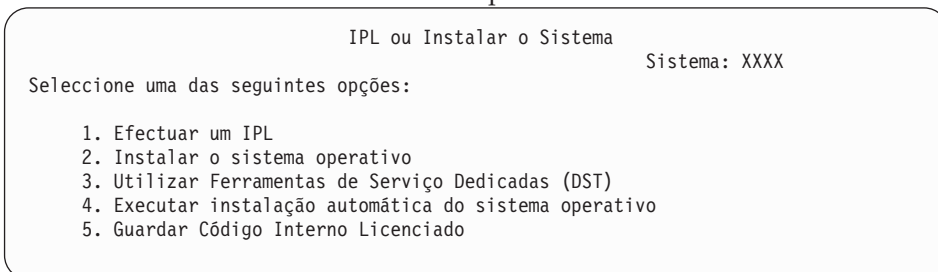 IPL ou Instalar o Sistema
Sistema: XXXX
Seleccione uma das seguintes opções:
1. Efectuar um IPL
2. Instalar o sistema operativo
3. Utilizar Ferramentas de Serviço Dedicadas (DST)
4. Executar instalação automática do sistema operativo
5. Guardar Código Interno Licenciado